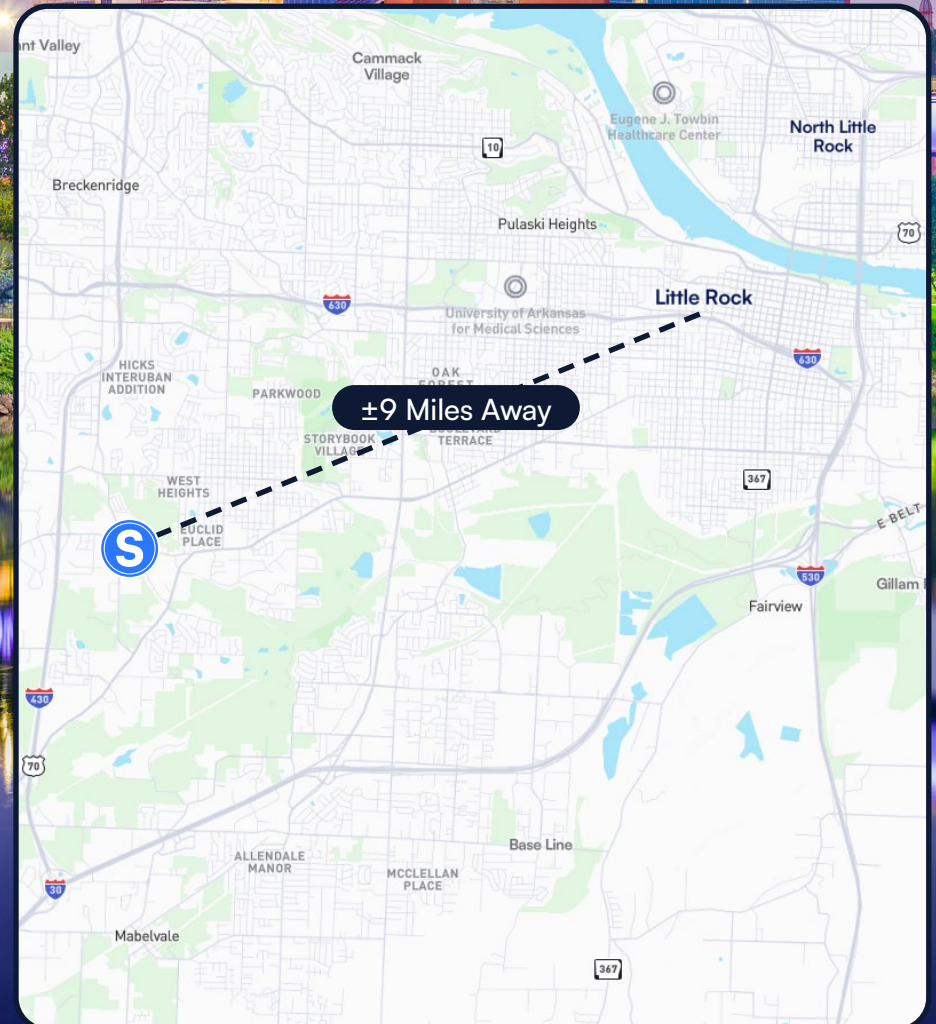 ant Valley
Cammack
Village
Eugene J. Towbin
Healthcare Center
North Little
Rock
10
Breckenridge
Pulaski Heights
70
630
University of Arkansas
for Medical Sciences
Little Rock
630
HICKS
INTERURBAN
ADDITION
OAK
FOREST
PARKWOOD
±9 Miles Away
STORYBOOK
VILLAGE
BOULEVARD
TERRACE
WEST
HEIGHTS
367
EUCLID
PLACE
S
E BELT
530
Gillam
Fairview
430
70
Base Line
ALLENDALE
MANOR
MCCLELLAN
PLACE
30
Mabelvale
367